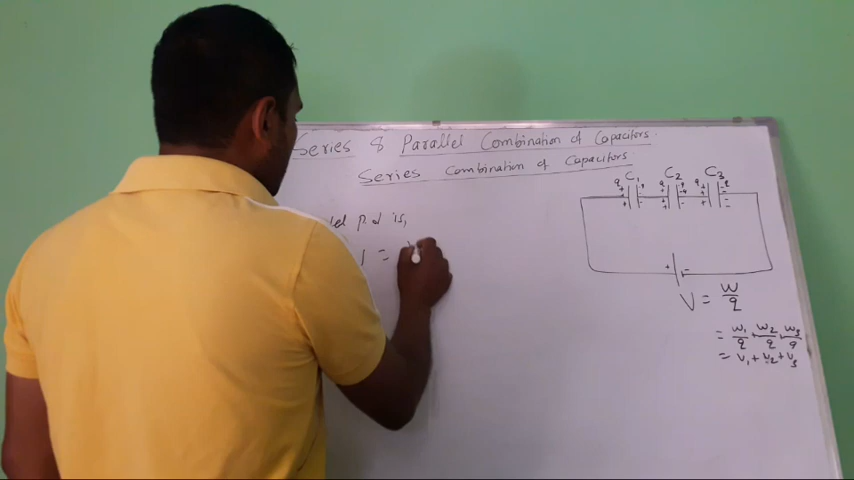 Series & Parallel Combination of Capacitors.
Series Combination of Capacitors.
C₁ C₂ C₃
q q q q q
+ - + - + -
p.d is,
=
+ -
V = W/q
= W₁/q + W₂/q + W₃/q
= V₁ + V₂ + V₃